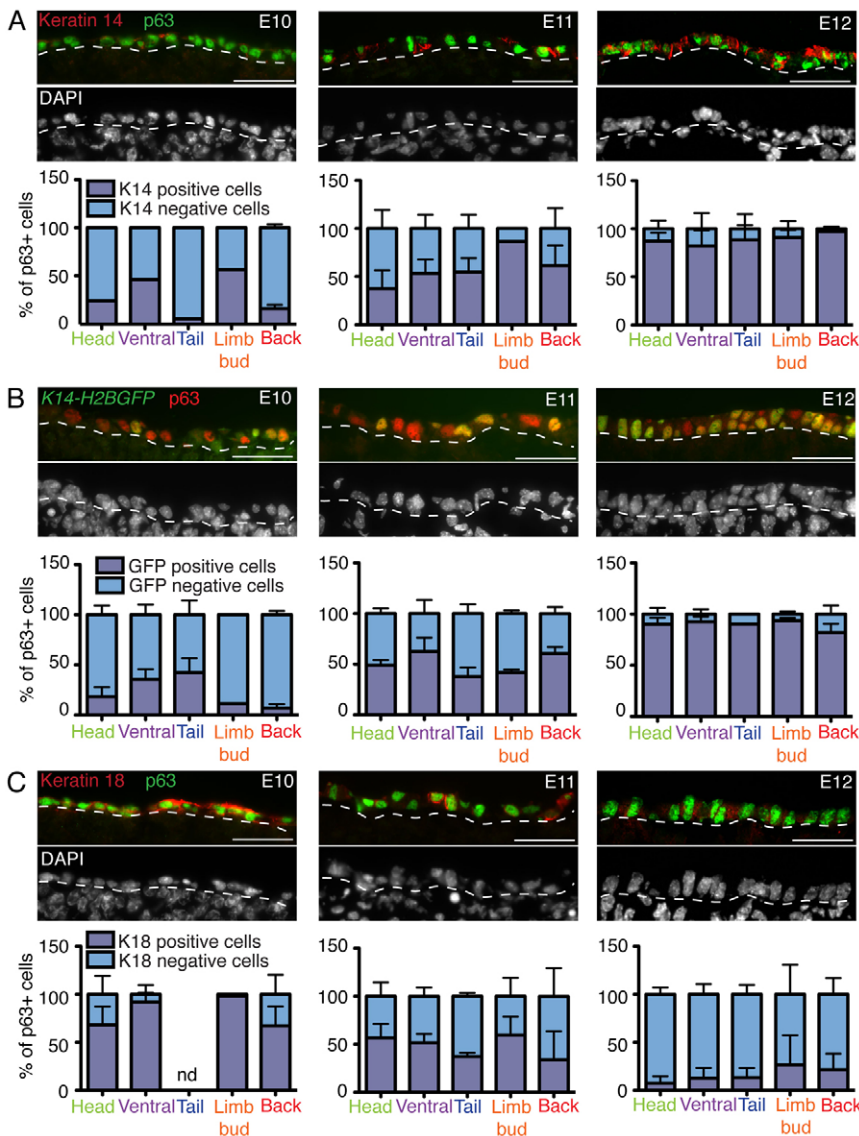 A
Keratin 14 p63 E10
E11
E12
DAPI
% of p63+ cells
150
100
50
0
K14 positive cells
K14 negative cells
Head Ventral Tail Limb bud Back
150
100
50
0
Head Ventral Tail Limb bud Back
150
100
50
0
Head Ventral Tail Limb bud Back
B
K14-H2BGFP p63 E10
E11
E12
% of p63+ cells
150
100
50
0
GFP positive cells
GFP negative cells
Head Ventral Tail Limb bud Back
150
100
50
0
Head Ventral Tail Limb bud Back
150
100
50
0
Head Ventral Tail Limb bud Back
C
Keratin 18 p63 E10
E11
E12
DAPI
% of p63+ cells
150
100
50
0
K18 positive cells
K18 negative cells
nd
Head Ventral Tail Limb bud Back
150
100
50
0
Head Ventral Tail Limb bud Back
150
100
50
0
Head Ventral Tail Limb bud Back